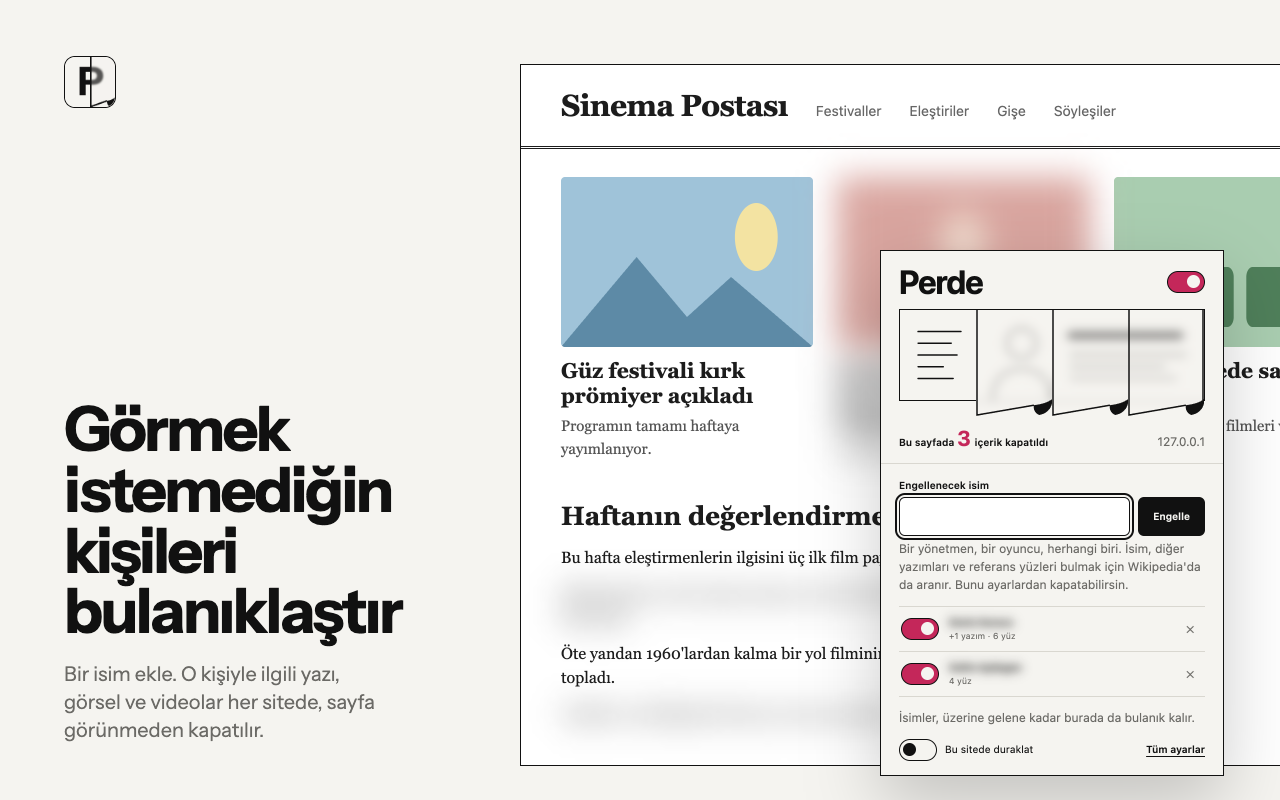 P
Görmek
istemediğin
kişileri
bulanıklaştır
Bir isim ekle. O kişiyle ilgili yazı,
görsel ve videolar her sitede, sayfa
görünmeden kapatılır.
Sinema Postası
Festivaller Eleştiriler Gişe Söyleşiler
Güz festivali kırk
prömiyer açıkladı
Programın tamamı haftaya
yayımlanıyor.
Haftanın değerlendirme
Bu hafta eleştirmenlerin ilgisini üç ilk film
Öte yandan 1960'lardan kalma bir yol filminin
topladı.
filmleri
Perde
Bu sayfada 3 içerik kapatıldı
127.0.0.1
Engellenecek isim
Engelle
Bir yönetmen, bir oyuncu, herhangi biri. İsim, diğer
yazımları ve referans yüzleri bulmak için Wikipedia'da
da aranır. Bunu ayarlardan kapatabilirsin.
+1 yazım · 6 yüz
×
4 yüz
×
İsimler, üzerine gelene kadar burada da bulanık kalır.
Bu sitede duraklat
Tüm ayarlar